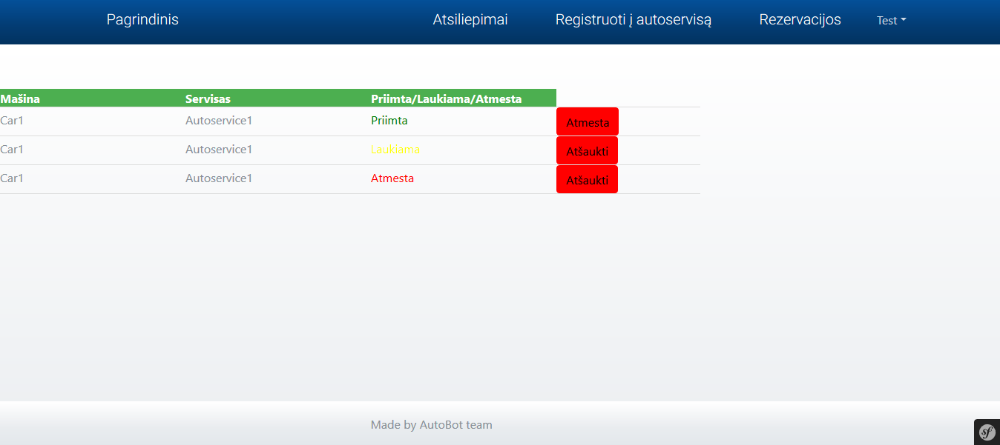 Pagrindinis Atsiliepimai Registruoti į autoservisą Rezervacijos Test
Mašina Servisas Priimta/Laukiama/Atmesta
Car1 Autoservice1 Priimta Atmesta
Car1 Autoservice1 Laukiama Atšaukti
Car1 Autoservice1 Atmesta Atšaukti
Made by AutoBot team
sf